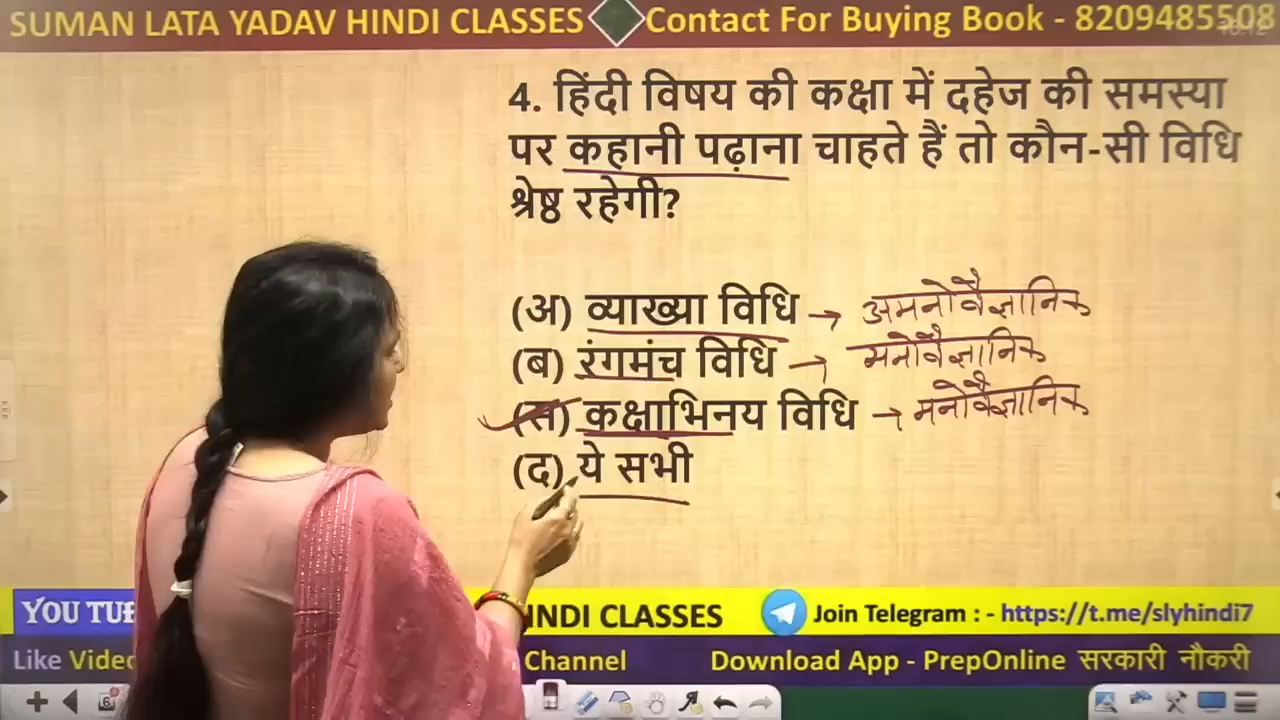 SUMAN LATA YADAV HINDI CLASSES Contact For Buying Book - 8209485508
4. हिंदी विषय की कक्षा में दहेज की समस्या
पर कहानी पढ़ाना चाहते हैं तो कौन-सी विधि
श्रेष्ठ रहेगी?
(अ) व्याख्या विधि → अमनोवैज्ञानिक
(ब) रंगमंच विधि → मनोवैज्ञानिक
(स) कक्षाभिनय विधि → मनोवैज्ञानिक
(द) ये सभी
YOU TUB INDI CLASSES Join Telegram : - https://t.me/slyhindi7
Like Video Channel Download App - PrepOnline सरकारी नौकरी